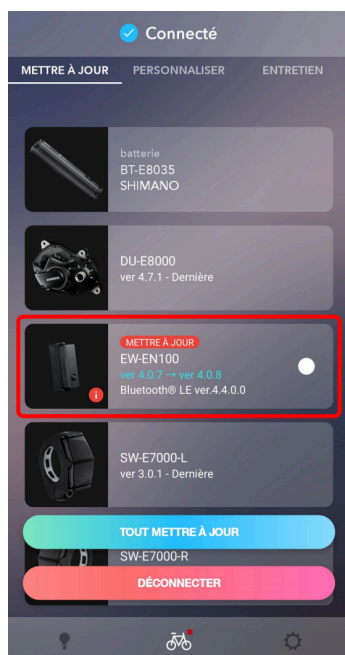 Connecté
METTRE À JOUR PERSONNALISER ENTRETIEN
batterie
BT-E8035
SHIMANO
DU-E8000
ver 4.7.1 - Dernière
METTRE À JOUR
EW-EN100
ver 4.0.7 → ver 4.0.8
Bluetooth® LE ver.4.4.0.0
SW-E7000-L
ver 3.0.1 - Dernière
TOUT METTRE À JOUR
SW-E7000-R
DÉCONNECTER